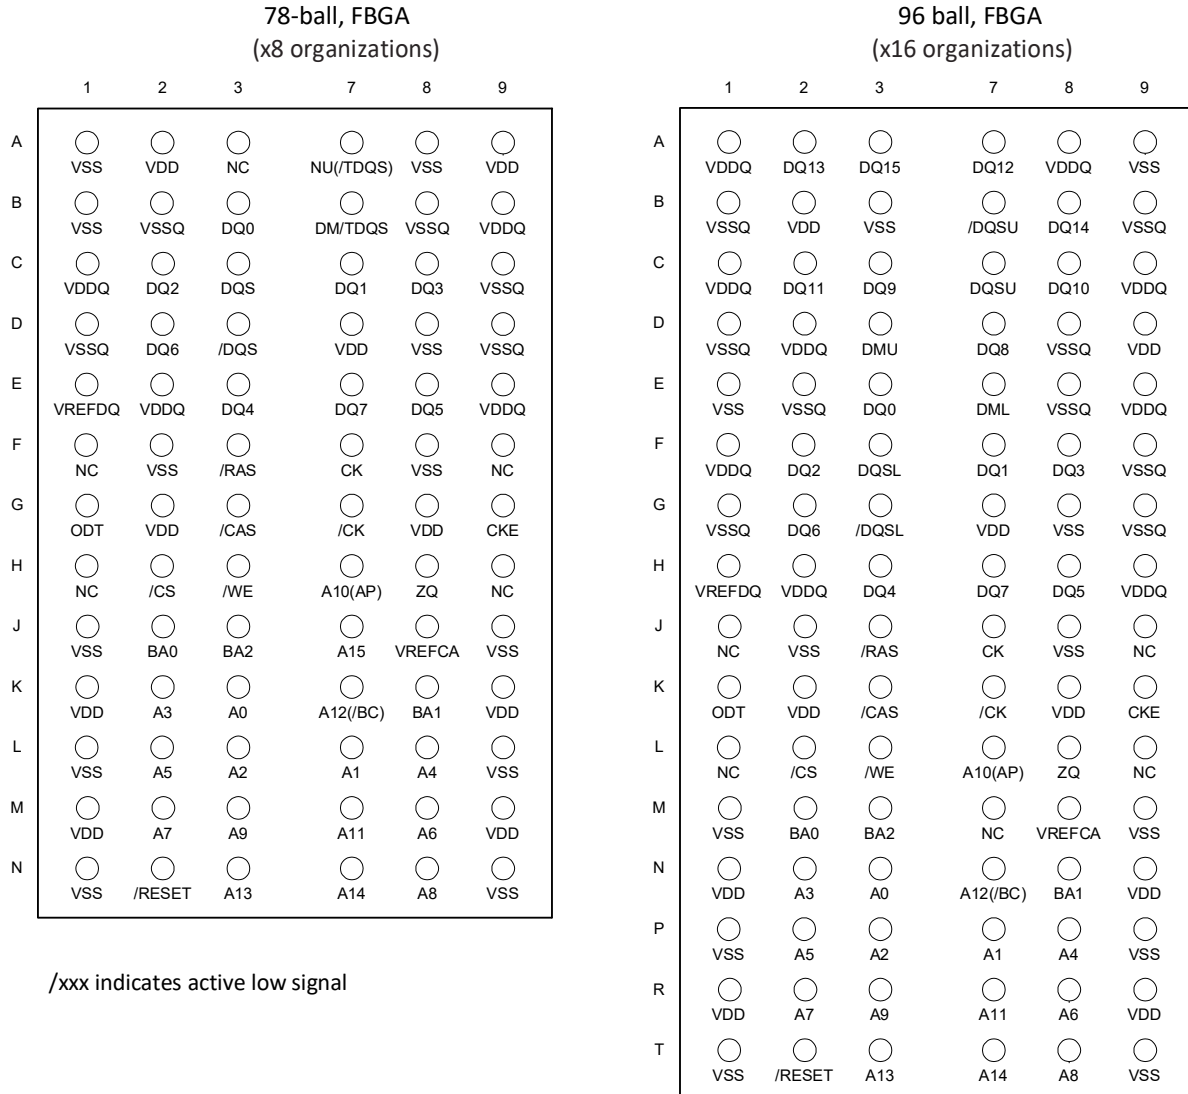 78-ball, FBGA
(x8 organizations)
1 2 3 7 8 9
A
VSS VDD NC NU(/TDQS) VSS VDD
B
VSS VSSQ DQ0 DM/TDQS VSSQ VDDQ
C
VDDQ DQ2 DQS DQ1 DQ3 VSSQ
D
VSSQ DQ6 /DQS VDD VSS VSSQ
E
VREFDQ VDDQ DQ4 DQ7 DQ5 VDDQ
F
NC VSS /RAS CK VSS NC
G
ODT VDD /CAS /CK VDD CKE
H
NC /CS /WE A10(AP) ZQ NC
J
VSS BA0 BA2 A15 VREFCA VSS
K
VDD A3 A0 A12(/BC) BA1 VDD
L
VSS A5 A2 A1 A4 VSS
M
VDD A7 A9 A11 A6 VDD
N
VSS /RESET A13 A14 A8 VSS
/xxx indicates active low signal
96 ball, FBGA
(x16 organizations)
1 2 3 7 8 9
A
VDDQ DQ13 DQ15 DQ12 VDDQ VSS
B
VSSQ VDD VSS /DQSU DQ14 VSSQ
C
VDDQ DQ11 DQ9 DQSU DQ10 VDDQ
D
VSSQ VDDQ DMU DQ8 VSSQ VDD
E
VSS VSSQ DQ0 DML VSSQ VDDQ
F
VDDQ DQ2 DQSL DQ1 DQ3 VSSQ
G
VSSQ DQ6 /DQSL VDD VSS VSSQ
H
VREFDQ VDDQ DQ4 DQ7 DQ5 VDDQ
J
NC VSS /RAS CK VSS NC
K
ODT VDD /CAS /CK VDD CKE
L
NC /CS /WE A10(AP) ZQ NC
M
VSS BA0 BA2 NC VREFCA VSS
N
VDD A3 A0 A12(/BC) BA1 VDD
P
VSS A5 A2 A1 A4 VSS
R
VDD A7 A9 A11 A6 VDD
T
VSS /RESET A13 A14 A8 VSS